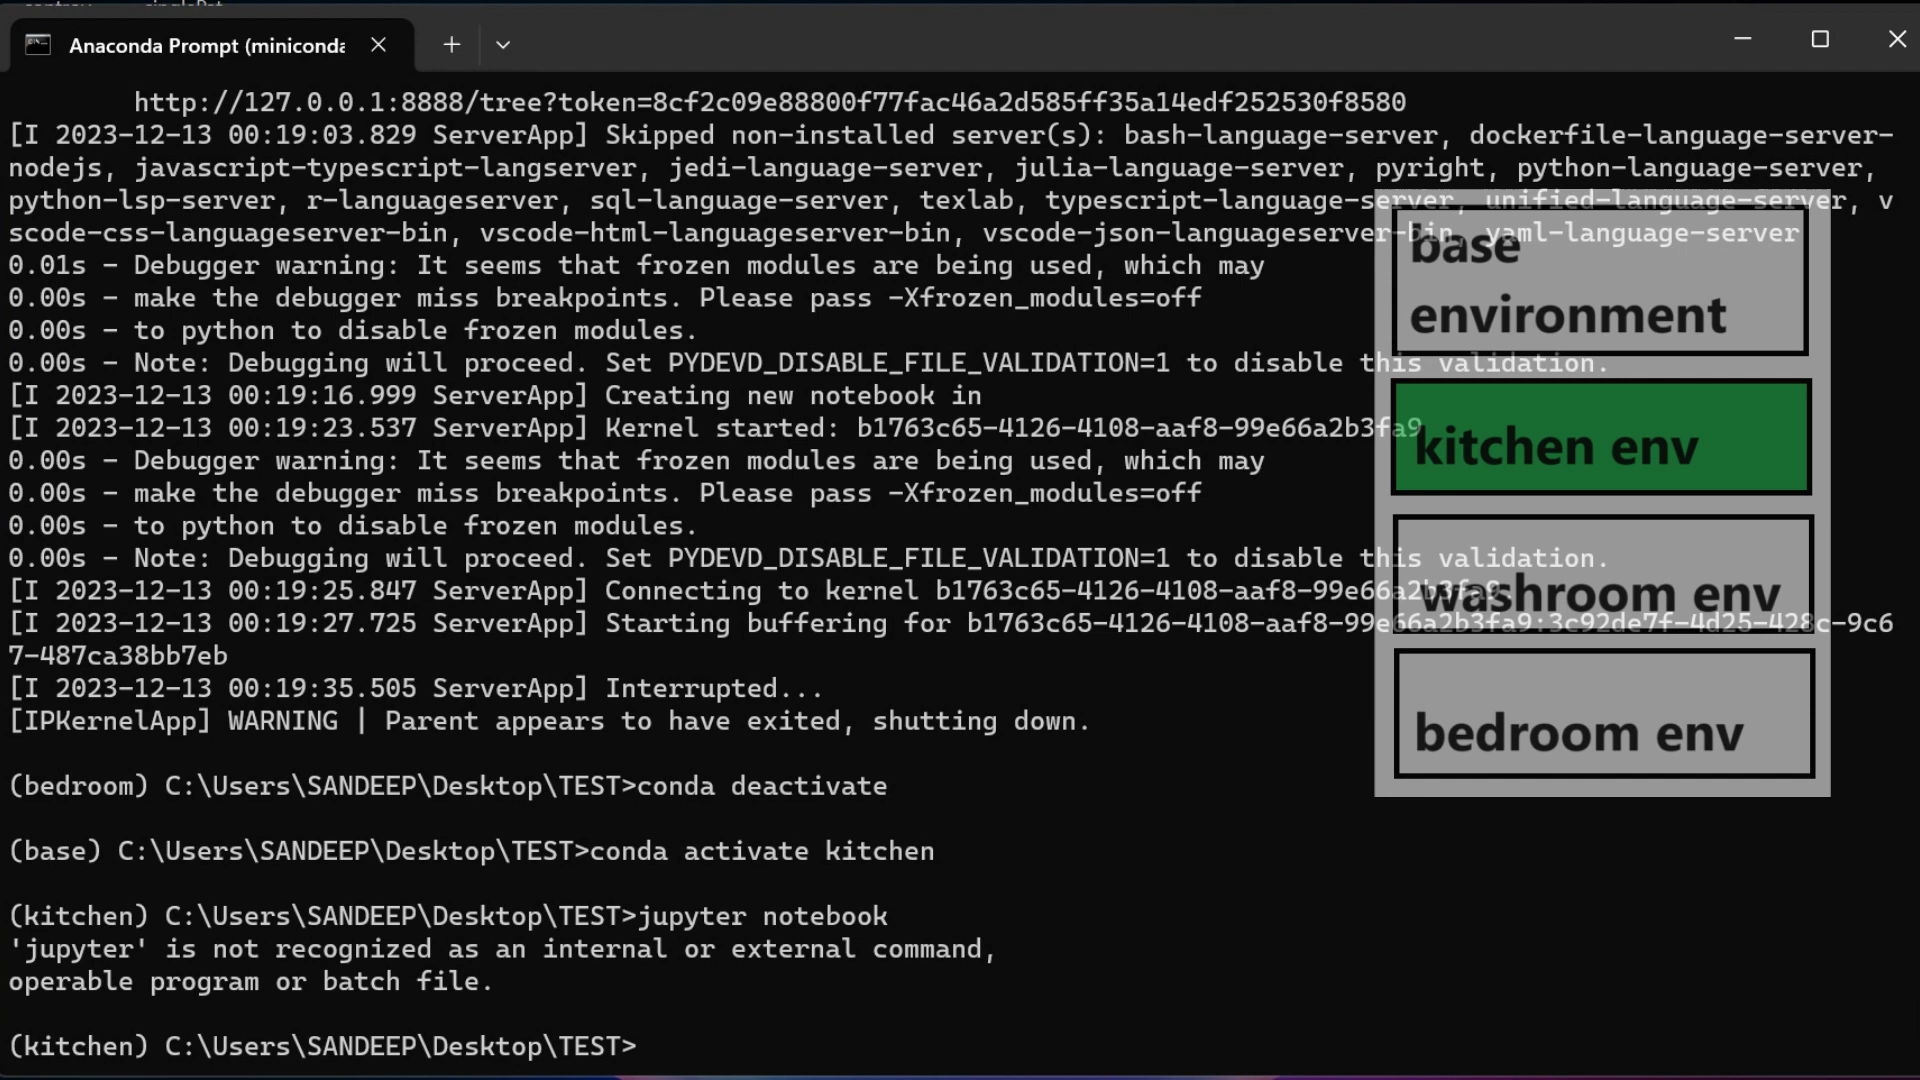 Anaconda Prompt (miniconda
http://127.0.0.1:8888/tree?token=8cf2c09e88800f77fac46a2d585ff35a14edf252530f8580
[I 2023-12-13 00:19:03.829 ServerApp] Skipped non-installed server(s): bash-language-server, dockerfile-language-server-
nodejs, javascript-typescript-langserver, jedi-language-server, julia-language-server, pyright, python-language-server,
python-lsp-server, r-languageserver, sql-language-server, texlab, typescript-language-server, unified-language-server, v
scode-css-languageserver-bin, vscode-html-languageserver-bin, vscode-json-languageserver-bin, yaml-language-server
0.01s - Debugger warning: It seems that frozen modules are being used, which may
0.00s - make the debugger miss breakpoints. Please pass -Xfrozen_modules=off
0.00s - to python to disable frozen modules.
0.00s - Note: Debugging will proceed. Set PYDEVD_DISABLE_FILE_VALIDATION=1 to disable this validation.
[I 2023-12-13 00:19:16.999 ServerApp] Creating new notebook in
[I 2023-12-13 00:19:23.537 ServerApp] Kernel started: b1763c65-4126-4108-aaf8-99e66a2b3fa9
0.00s - Debugger warning: It seems that frozen modules are being used, which may
0.00s - make the debugger miss breakpoints. Please pass -Xfrozen_modules=off
0.00s - to python to disable frozen modules.
0.00s - Note: Debugging will proceed. Set PYDEVD_DISABLE_FILE_VALIDATION=1 to disable this validation.
[I 2023-12-13 00:19:25.847 ServerApp] Connecting to kernel b1763c65-4126-4108-aaf8-99e66a2b3fa9
[I 2023-12-13 00:19:27.725 ServerApp] Starting buffering for b1763c65-4126-4108-aaf8-99e66a2b3fa9:3c92de7f-4d25-428c-9c6
7-487ca38bb7eb
[I 2023-12-13 00:19:35.505 ServerApp] Interrupted...
[IPKernelApp] WARNING | Parent appears to have exited, shutting down.
(bedroom) C:\Users\SANDEEP\Desktop\TEST>conda deactivate
(base) C:\Users\SANDEEP\Desktop\TEST>conda activate kitchen
(kitchen) C:\Users\SANDEEP\Desktop\TEST>jupyter notebook
'jupyter' is not recognized as an internal or external command,
operable program or batch file.
(kitchen) C:\Users\SANDEEP\Desktop\TEST>
base
environment
kitchen env
washroom env
bedroom env